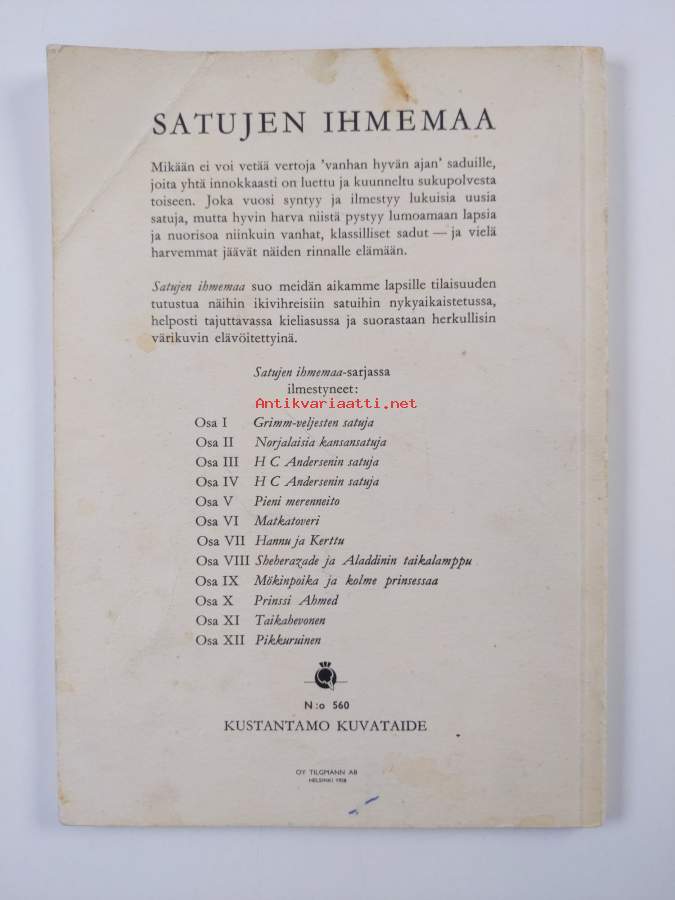 SATUJEN IHMEMAA
Mikään ei voi vetää vertoja 'vanhan hyvän ajan' saduille,
joita yhtä innokkaasti on luettu ja kuunneltu sukupolvesta
toiseen. Joka vuosi syntyy ja ilmestyy lukuisia uusia
satuja, mutta hyvin harva niistä pystyy lumoamaan lapsia
ja nuorisoa niinkuin vanhat, klassilliset sadut — ja vielä
harvemmat jäävät näiden rinnalle elämään.
Satujen ihmemaa suo meidän aikamme lapsille tilaisuuden
tutustua näihin ikivihreisiin satuihin nykyaikaistetussa,
helposti tajuttavassa kieliasussa ja suorastaan herkullisin
värikuvin elävöitettyinä.
Satujen ihmemaa-sarjassa
ilmestyneet:
Antikvariaatti.net
Osa I Grimm-veljesten satuja
Osa II Norjalaisia kansansatuja
Osa III H C Andersenin satuja
Osa IV H C Andersenin satuja
Osa V Pieni merenneito
Osa VI Matkatoveri
Osa VII Hannu ja Kerttu
Osa VIII Sheherazade ja Aladdinin taikalamppu
Osa IX Mökinpoika ja kolme prinsessaa
Osa X Prinssi Ahmed
Osa XI Taikahevonen
Osa XII Pikkuruinen
N:o 560
KUSTANTAMO KUVATAIDE
OY TILGMANN AB
HELSINKI 1958